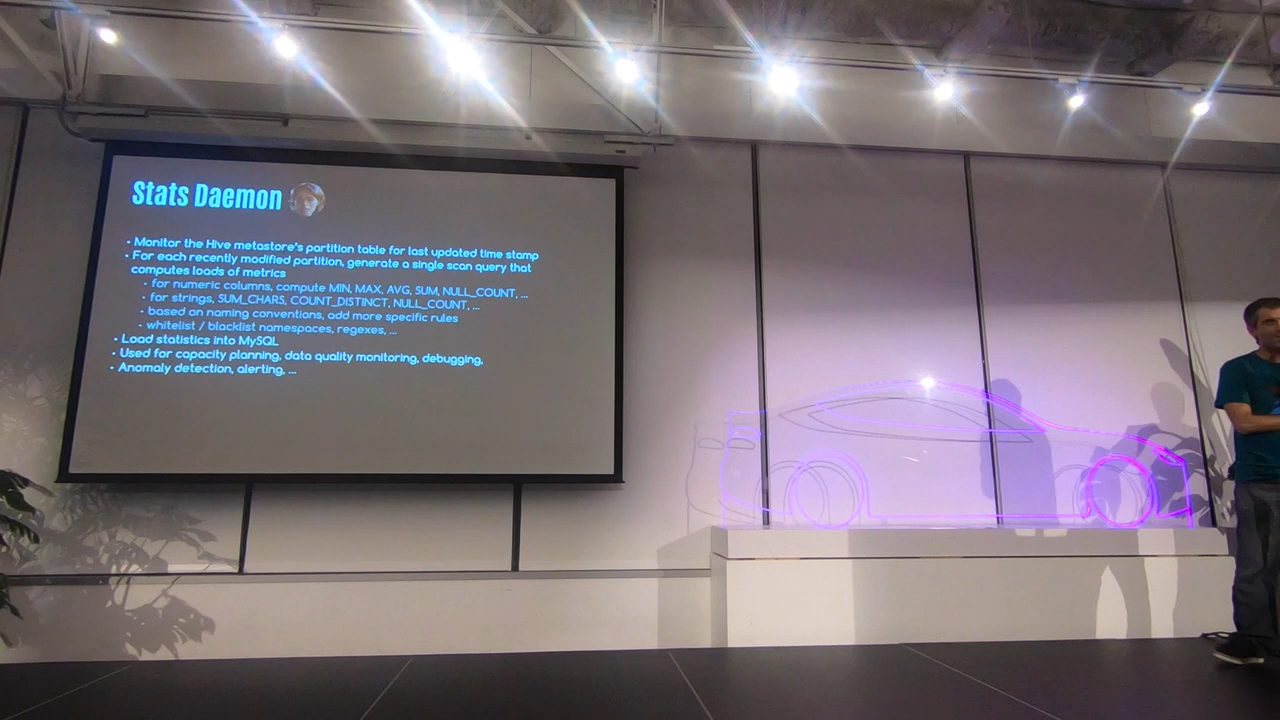 Stats Daemon
• Monitor the Hive metastore's partition table for last updated time stamp
• For each recently modified partition, generate a single scan query that
computes loads of metrics
• for numeric columns, compute MIN, MAX, AVG, SUM, NULL_COUNT, ...
• for strings, SUM_CHARS, COUNT_DISTINCT, NULL_COUNT, ...
• based on naming conventions, add more specific rules
• whitelist / blacklist namespaces, regexes, ...
• Load statistics into MySQL
• Used for capacity planning, data quality monitoring, debugging,
• Anomaly detection, alerting, ...